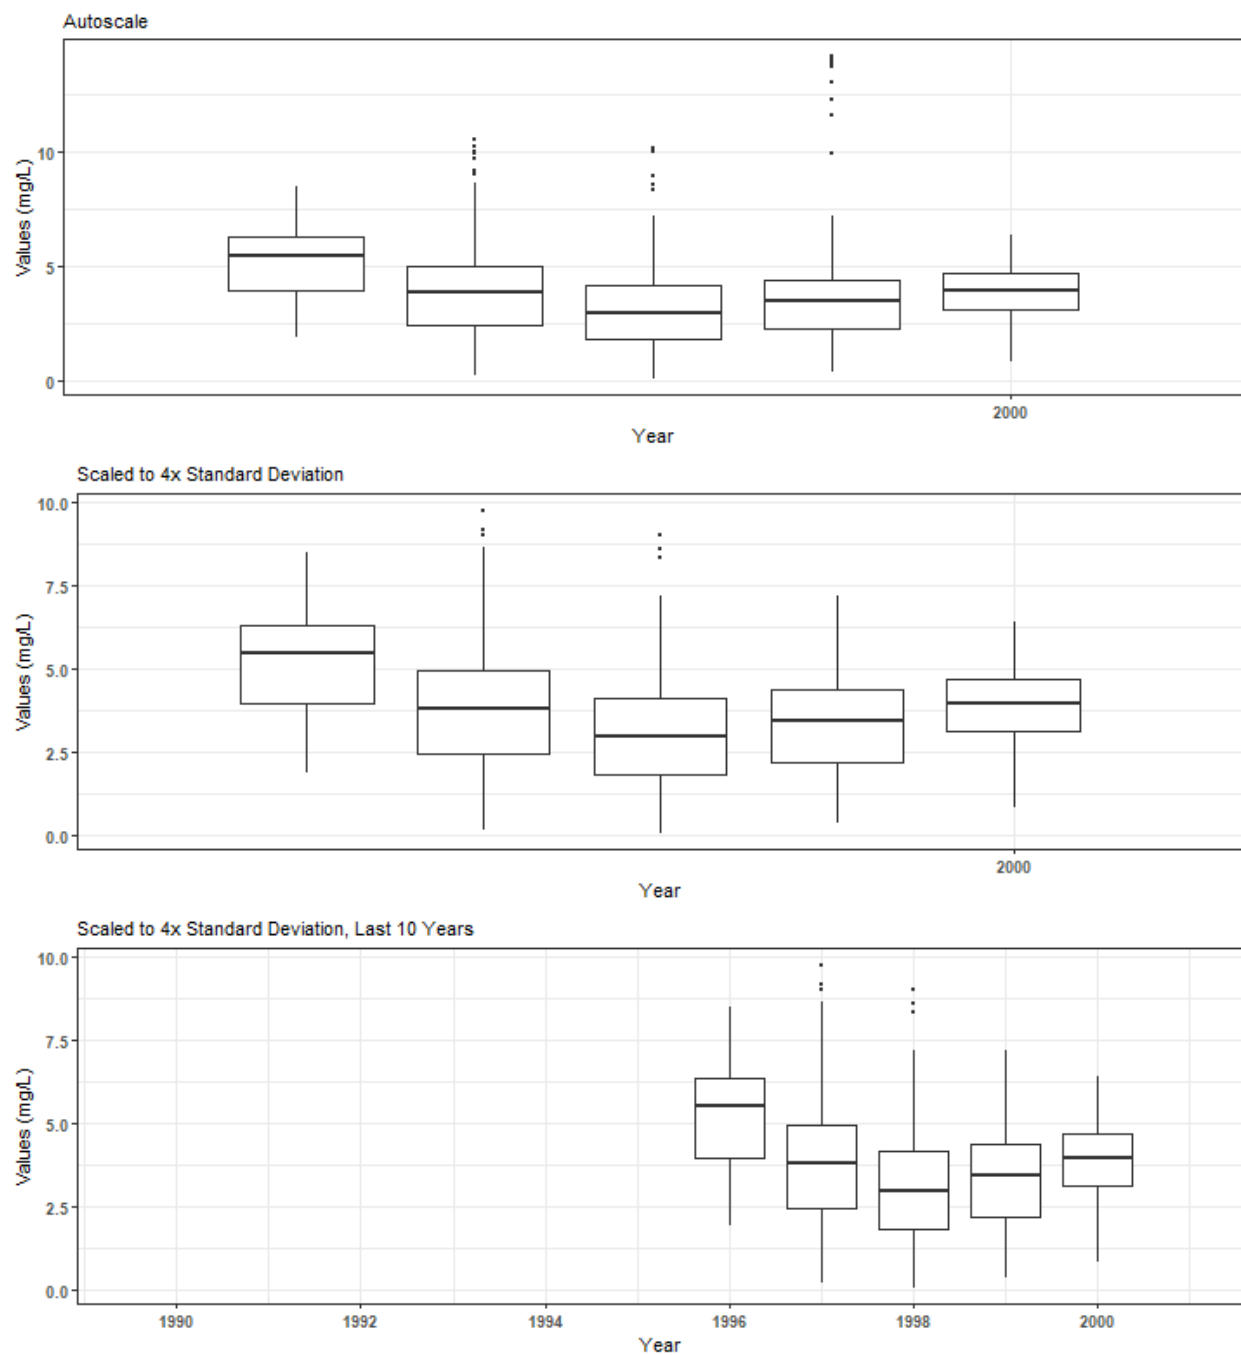 Autoscale
Values (mg/L)
10
5
0
2000
Year
Scaled to 4x Standard Deviation
Values (mg/L)
10.0
7.5
5.0
2.5
0.0
2000
Year
Scaled to 4x Standard Deviation, Last 10 Years
Values (mg/L)
10.0
7.5
5.0
2.5
0.0
1990 1992 1994 1996 1998 2000
Year